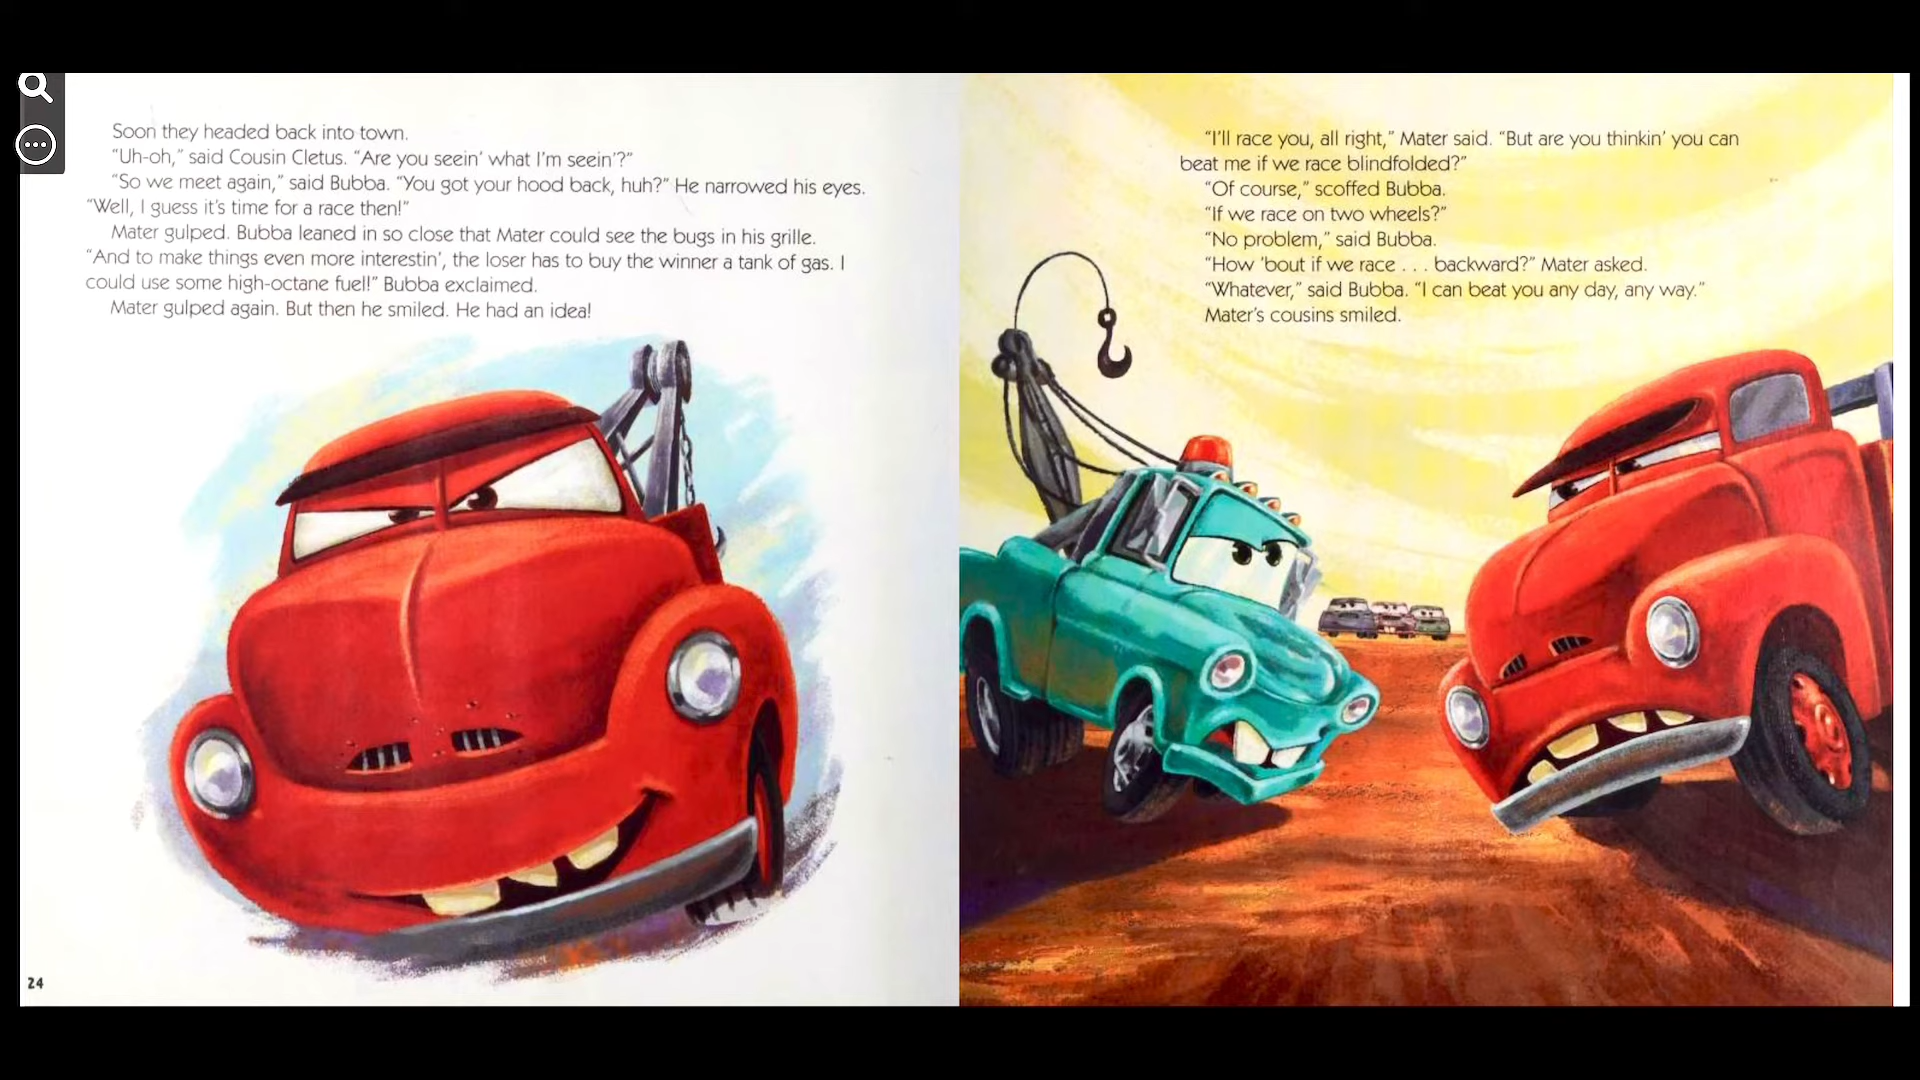 Soon they headed back into town.
“Uh-oh,” said Cousin Cletus. “Are you seein’ what I’m seein’?”
“So we meet again,” said Bubba. “You got your hood back, huh?” He narrowed his eyes.
“Well, I guess it’s time for a race then!”
Mater gulped. Bubba leaned in so close that Mater could see the bugs in his grille.
“And to make things even more interestin’, the loser has to buy the winner a tank of gas. I
could use some high-octane fuel!” Bubba exclaimed.
Mater gulped again. But then he smiled. He had an idea!
24
“I’ll race you, all right,” Mater said. “But are you thinkin’ you can
beat me if we race blindfolded?”
“Of course,” scoffed Bubba.
“If we race on two wheels?”
“No problem,” said Bubba.
“How ’bout if we race . . . backward?” Mater asked.
“Whatever,” said Bubba. “I can beat you any day, any way.”
Mater’s cousins smiled.